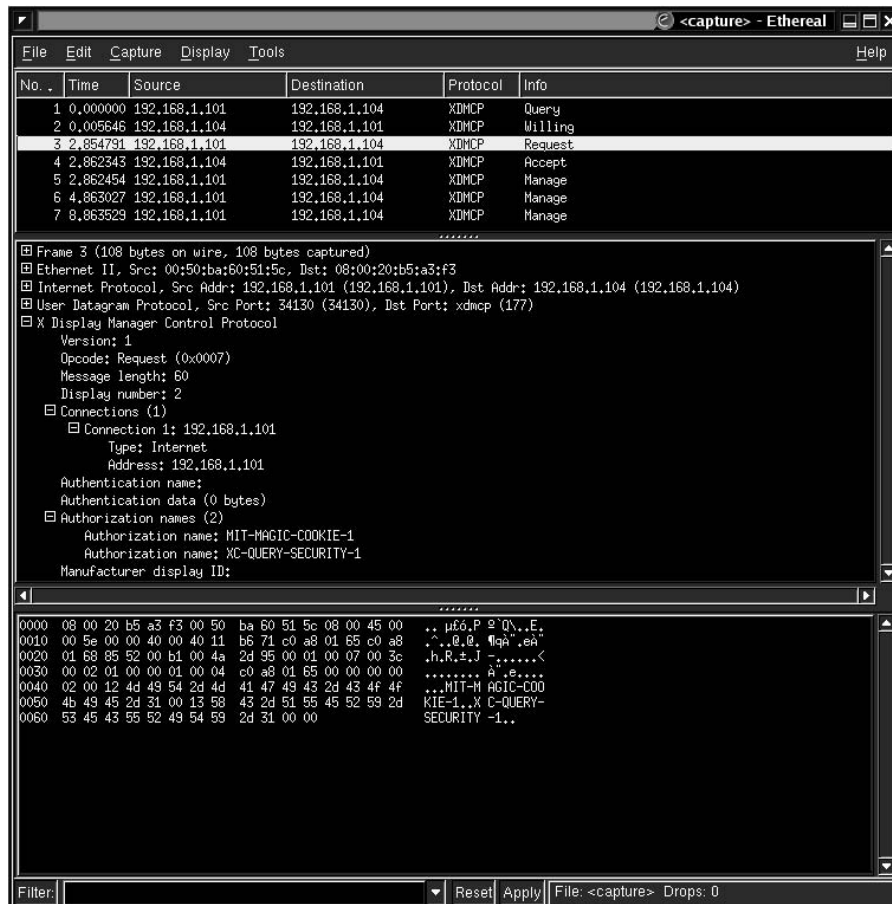 <capture> - Ethereal
File Edit Capture Display Tools Help
No. . Time Source Destination Protocol Info
1 0.000000 192.168.1.101 192.168.1.104 XDMCP Query
2 0.005646 192.168.1.104 192.168.1.101 XDMCP Willing
3 2.854791 192.168.1.101 192.168.1.104 XDMCP Request
4 2.862343 192.168.1.104 192.168.1.101 XDMCP Accept
5 2.862454 192.168.1.101 192.168.1.104 XDMCP Manage
6 4.863027 192.168.1.101 192.168.1.104 XDMCP Manage
7 8.863529 192.168.1.101 192.168.1.104 XDMCP Manage
Frame 3 (108 bytes on wire, 108 bytes captured)
Ethernet II, Src: 00:50:ba:60:51:5c, Dst: 08:00:20:b5:a3:f3
Internet Protocol, Src Addr: 192.168.1.101 (192.168.1.101), Dst Addr: 192.168.1.104 (192.168.1.104)
User Datagram Protocol, Src Port: 34130 (34130), Dst Port: xdmcp (177)
X Display Manager Control Protocol
Version: 1
Opcode: Request (0x0007)
Message length: 60
Display number: 2
Connections (1)
Connection 1: 192.168.1.101
Type: Internet
Address: 192.168.1.101
Authentication name:
Authentication data (0 bytes)
Authorization names (2)
Authorization name: MIT-MAGIC-COOKIE-1
Authorization name: XC-QUERY-SECURITY-1
Manufacturer display ID:
0000 08 00 20 b5 a3 f3 00 50 ba 60 51 5c 08 00 45 00 .. µ£ó.P º`Q\..E.
0010 00 5e 00 00 40 00 40 11 b6 71 c0 a8 01 65 c0 a8 .^..@.@. ¶qÀ¨.eÀ¨
0020 01 68 85 52 00 b1 00 4a 2d 95 00 01 00 07 00 3c .h.R.±.J -......<
0030 00 02 01 00 00 01 00 04 c0 a8 01 65 00 00 00 00 ........ À¨.e....
0040 02 00 12 4d 49 54 2d 4d 41 47 49 43 2d 43 4f 4f ...MIT-M AGIC-COO
0050 4b 49 45 2d 31 00 13 58 43 2d 51 55 45 52 59 2d KIE-1..X C-QUERY-
0060 53 45 43 55 52 49 54 59 2d 31 00 00 SECURITY -1..
Filter: Reset Apply File: <capture> Drops: 0